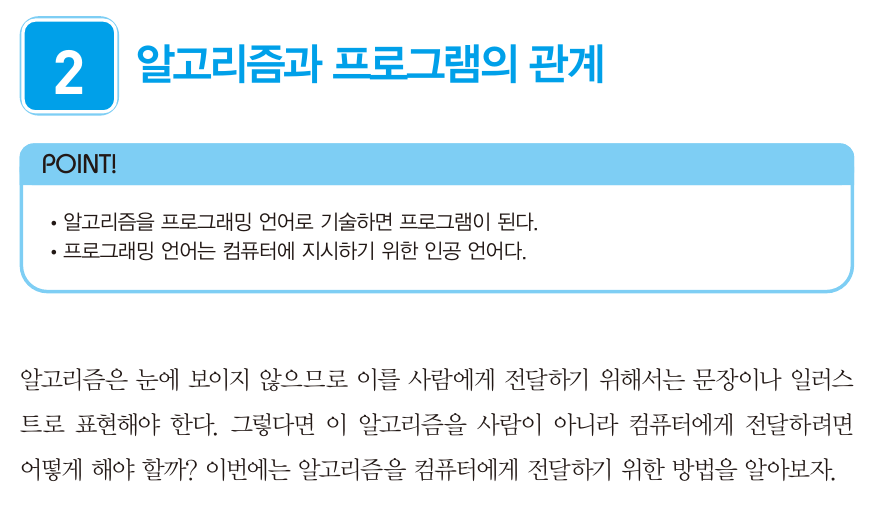 2
알고리즘과 프로그램의 관계
POINT!
• 알고리즘을 프로그래밍 언어로 기술하면 프로그램이 된다.
• 프로그래밍 언어는 컴퓨터에 지시하기 위한 인공 언어다.
알고리즘은 눈에 보이지 않으므로 이를 사람에게 전달하기 위해서는 문장이나 일러스
트로 표현해야 한다. 그렇다면 이 알고리즘을 사람이 아니라 컴퓨터에게 전달하려면
어떻게 해야 할까? 이번에는 알고리즘을 컴퓨터에게 전달하기 위한 방법을 알아보자.